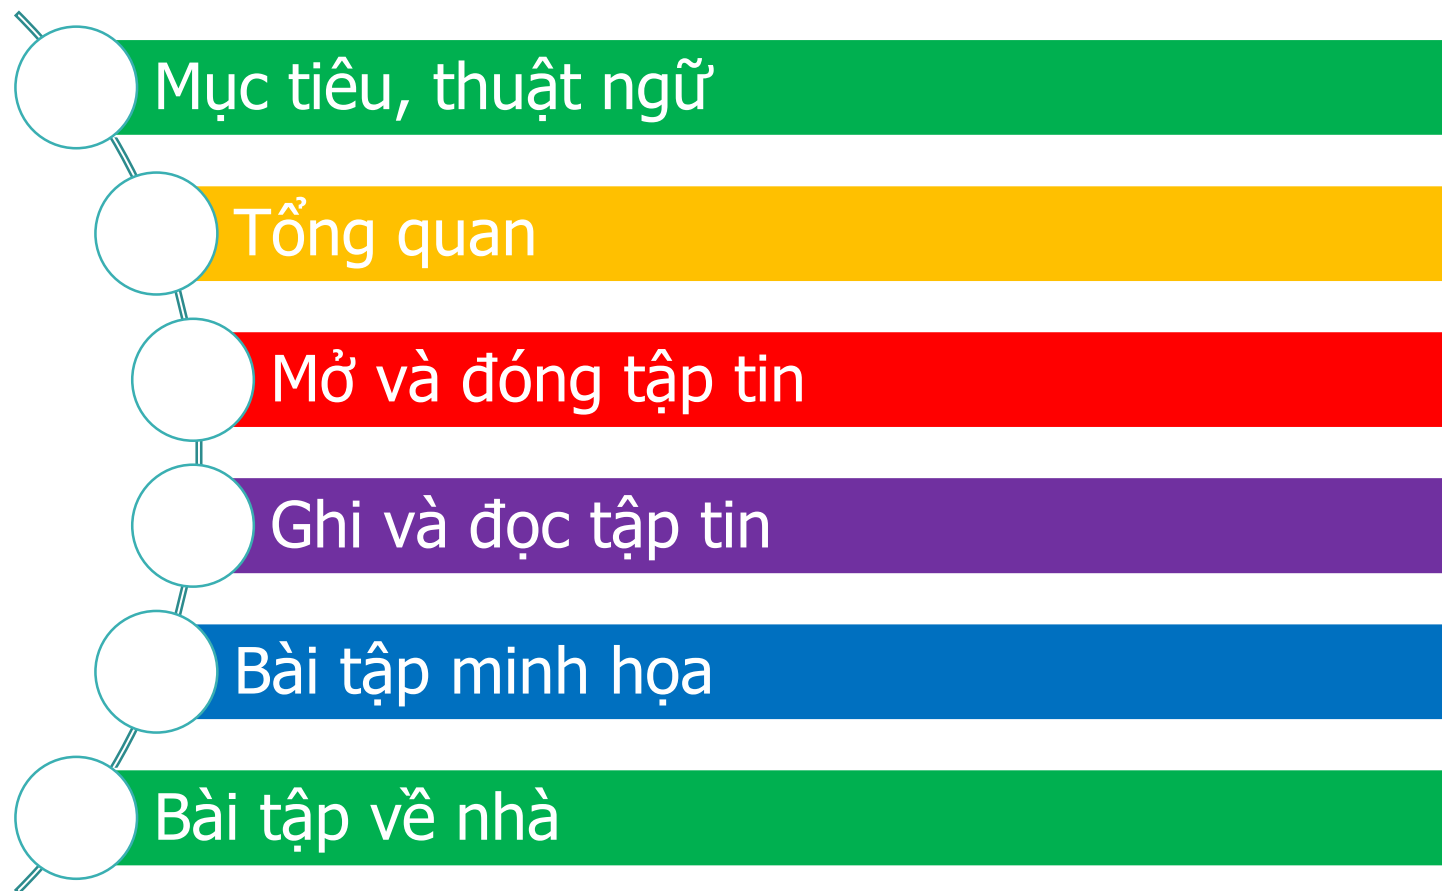 Mục tiêu, thuật ngữ
Tổng quan
Mở và đóng tập tin
Ghi và đọc tập tin
Bài tập minh họa
Bài tập về nhà